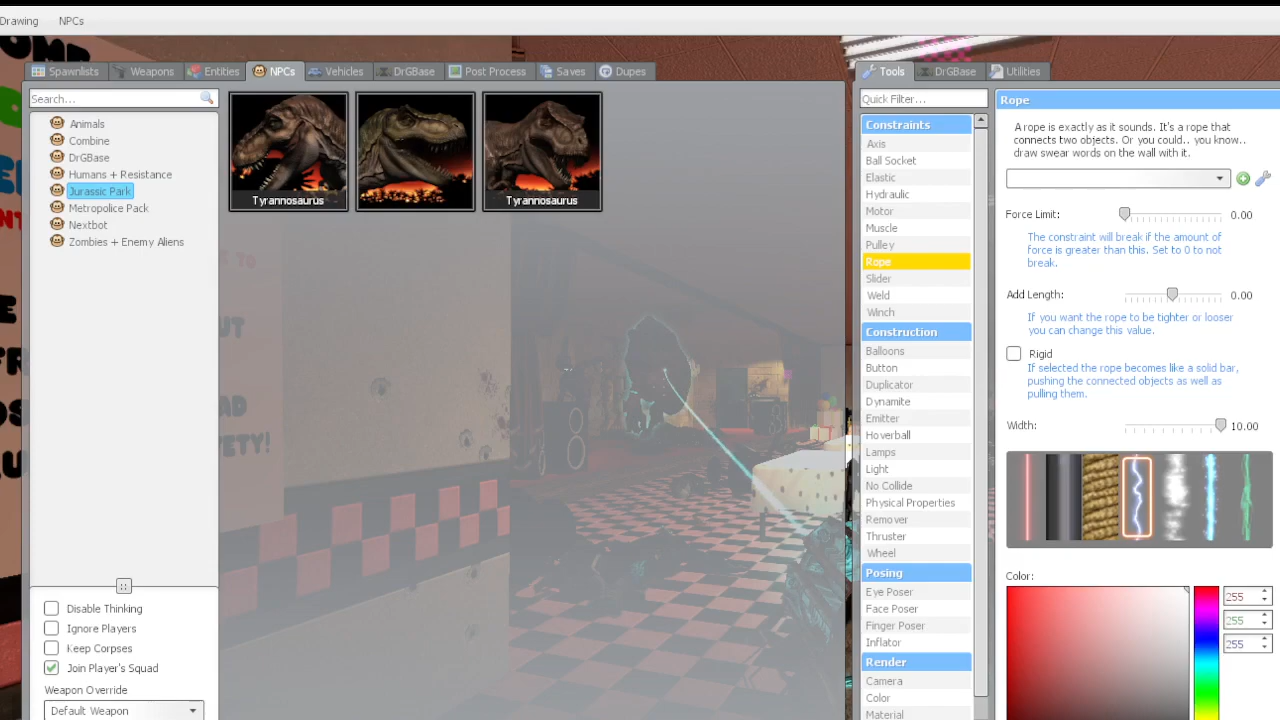 Drawing NPCs
Spawnlists Weapons Entities NPCs Vehicles DrGBase Post Process Saves Dupes
Tools DrGBase Utilities
Search...
Animals
Combine
DrGBase
Humans + Resistance
Jurassic Park
Metropolice Pack
Nextbot
Zombies + Enemy Aliens
Disable Thinking
Ignore Players
Keep Corpses
Join Player's Squad
Weapon Override
Default Weapon
Tyrannosaurus
Tyrannosaurus
Quick Filter...
Constraints
Axis
Ball Socket
Elastic
Hydraulic
Motor
Muscle
Pulley
Rope
Slider
Weld
Winch
Construction
Balloons
Button
Duplicator
Dynamite
Emitter
Hoverball
Lamps
Light
No Collide
Physical Properties
Remover
Thruster
Wheel
Posing
Eye Poser
Face Poser
Finger Poser
Inflator
Render
Camera
Color
Material
Rope
A rope is exactly as it sounds. It's a rope that
connects two objects. Or you could.. you know..
draw swear words on the wall with it.
Force Limit: 0.00
The constraint will break if the amount of
force is greater than this. Set to 0 to not
break.
Add Length: 0.00
If you want the rope to be tighter or looser
you can change this value.
Rigid
If selected the rope becomes like a solid bar,
pushing the connected objects as well as
pulling them.
Width: 10.00
Color:
255
255
255